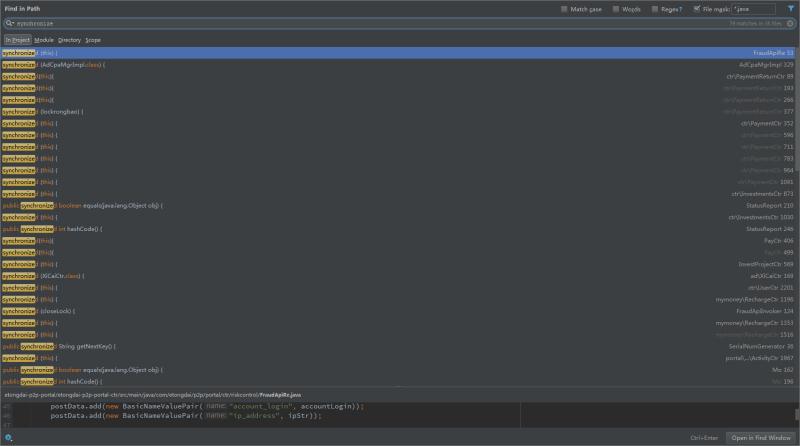 Find in Path
Match case Words Regex? File mask: *.java
synchronize 79 matches in 36 files
In Project Module Directory Scope
synchronized (this) { FraudApiRe 53
synchronized (AdCpaMgrImpl.class) { AdCpaMgrImpl 329
synchronized(this){ ctr\PaymentReturnCtr 89
synchronized(this){ ctr\PaymentReturnCtr 193
synchronized(this){ ctr\PaymentReturnCtr 266
synchronized (lockrongbao) { ctr\PaymentReturnCtr 377
synchronized (this) { ctr\PaymentCtr 352
synchronized (this) { ctr\PaymentCtr 596
synchronized (this) { ctr\PaymentCtr 711
synchronized (this) { ctr\PaymentCtr 783
synchronized (this) { ctr\PaymentCtr 964
synchronized (this) { ctr\PaymentCtr 1091
synchronized (this) { ctr\InvestmentsCtr 873
public synchronized boolean equals(java.lang.Object obj) { StatusReport 210
synchronized (this) { ctr\InvestmentsCtr 1030
public synchronized int hashCode() { StatusReport 246
synchronized(this){ PayCtr 406
synchronized(this){ PayCtr 499
synchronized (this) { InvestProjectCtr 569
synchronized (XiCaiCtr.class) { ad\XiCaiCtr 168
synchronized (this) { ctr\UserCtr 2201
synchronized (this) { mymoney\RechargeCtr 1196
synchronized (closeLock) { FraudApiInvoker 124
synchronized (this) { mymoney\RechargeCtr 1353
synchronized (this) { mymoney\RechargeCtr 1516
public synchronized String getNextKey() { SerialNumGenerator 36
synchronized (this) { portal\...\ActivityCtr 1967
public synchronized boolean equals(java.lang.Object obj) { Mo 162
public synchronized int hashCode() { Mo 196
etongdai-p2p-portal/etongdai-p2p-portal-ctr/src/main/java/com/etongdai/p2p/portal/ctr/riskcontrol/FraudApiRe.java
45 postData.add(new BasicNameValuePair( name: "account_login", accountLogin));
46 postData.add(new BasicNameValuePair( name: "ip_address", ipStr));
47
Ctrl+Enter Open in Find Window